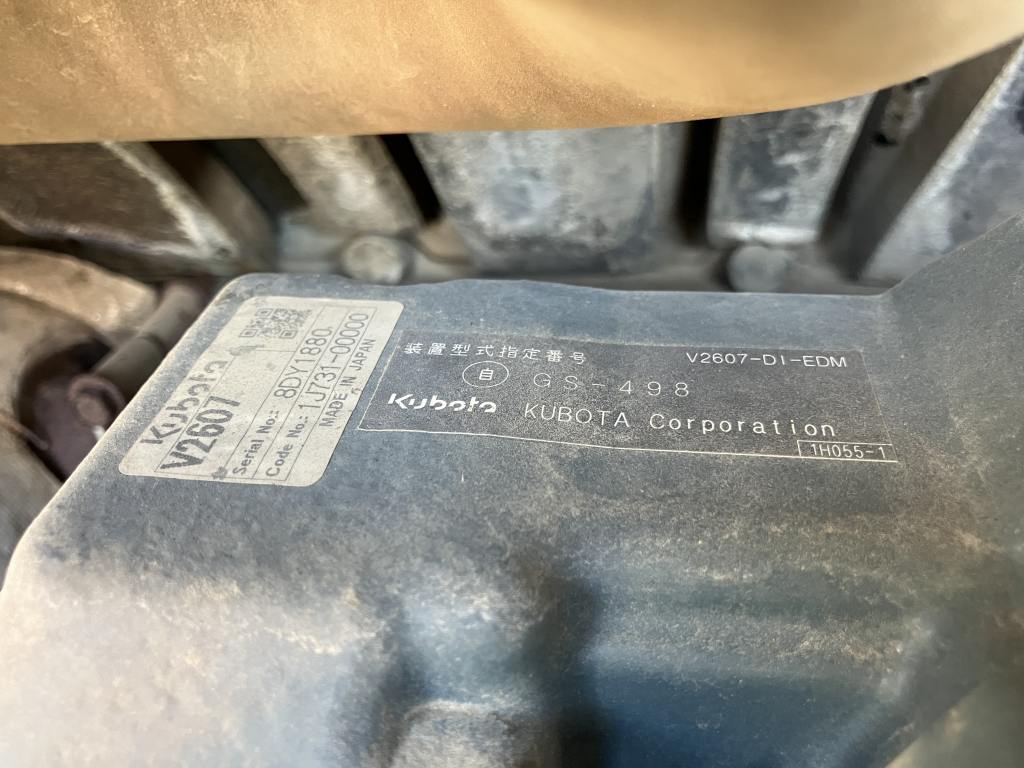 Kubota
V2607
Serial No.: 8DY1880
Code No.: 1J731-00000
MADE IN JAPAN
装置型式指定番号 V2607-DI-EDM
自 GS-498
Kubota KUBOTA Corporation
1H055-1